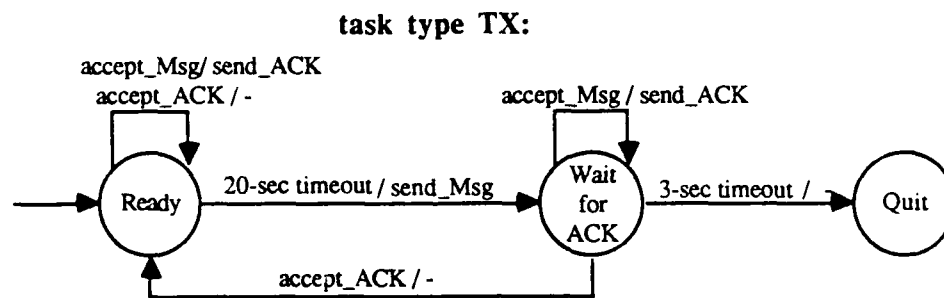 task type TX:
accept_Msg/ send_ACK
accept_ACK / -
accept_Msg / send_ACK
Ready
20-sec timeout / send_Msg
Wait
for
ACK
3-sec timeout /
Quit
accept_ACK / -